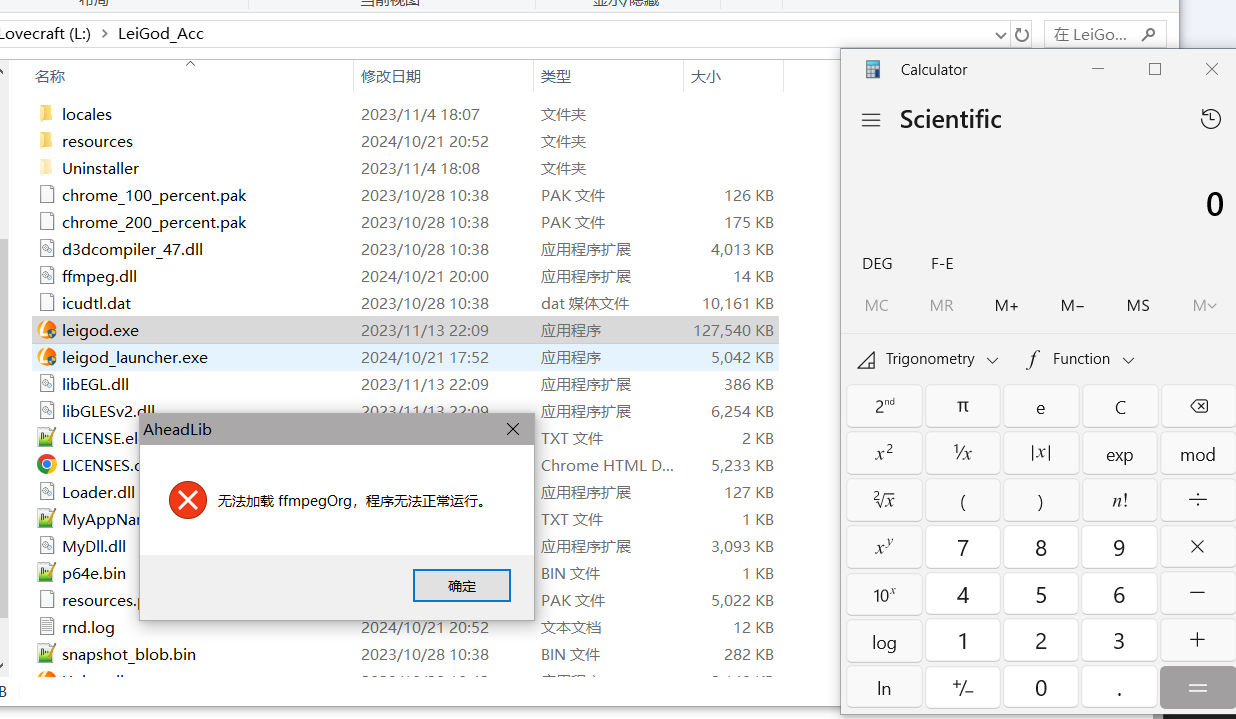 布局
当前视图
显示/隐藏
Lovecraft (L:) > LeiGod_Acc
在 LeiGo...
名称 修改日期 类型 大小
locales 2023/11/4 18:07 文件夹
resources 2024/10/21 20:52 文件夹
Uninstaller 2023/11/4 18:08 文件夹
chrome_100_percent.pak 2023/10/28 10:38 PAK 文件 126 KB
chrome_200_percent.pak 2023/10/28 10:38 PAK 文件 175 KB
d3dcompiler_47.dll 2023/10/28 10:38 应用程序扩展 4,013 KB
ffmpeg.dll 2024/10/21 20:00 应用程序扩展 14 KB
icudtl.dat 2023/10/28 10:38 dat 媒体文件 10,161 KB
leigod.exe 2023/11/13 22:09 应用程序 127,540 KB
leigod_launcher.exe 2024/10/21 17:52 应用程序 5,042 KB
libEGL.dll 2023/11/13 22:09 应用程序扩展 386 KB
libGLESv2.dll 2023/11/13 22:09 应用程序扩展 6,254 KB
LICENSE.el TXT 文件 2 KB
LICENSES.c Chrome HTML D... 5,233 KB
Loader.dll 应用程序扩展 127 KB
MyAppNar TXT 文件 1 KB
MyDll.dll 应用程序扩展 3,093 KB
p64e.bin BIN 文件 1 KB
resources.p PAK 文件 5,022 KB
rnd.log 2024/10/21 20:52 文本文档 12 KB
snapshot_blob.bin 2023/10/28 10:38 BIN 文件 282 KB
AheadLib
无法加载 ffmpegOrg，程序无法正常运行。
确定
Calculator
Scientific
0
DEG F-E
MC MR M+ M− MS M
Trigonometry f Function
2nd π e C
x² ¹/x |x| exp mod
²√x ( ) n! ÷
xʸ 7 8 9 ×
10ˣ 4 5 6 −
log 1 2 3 +
ln +/− 0 . =